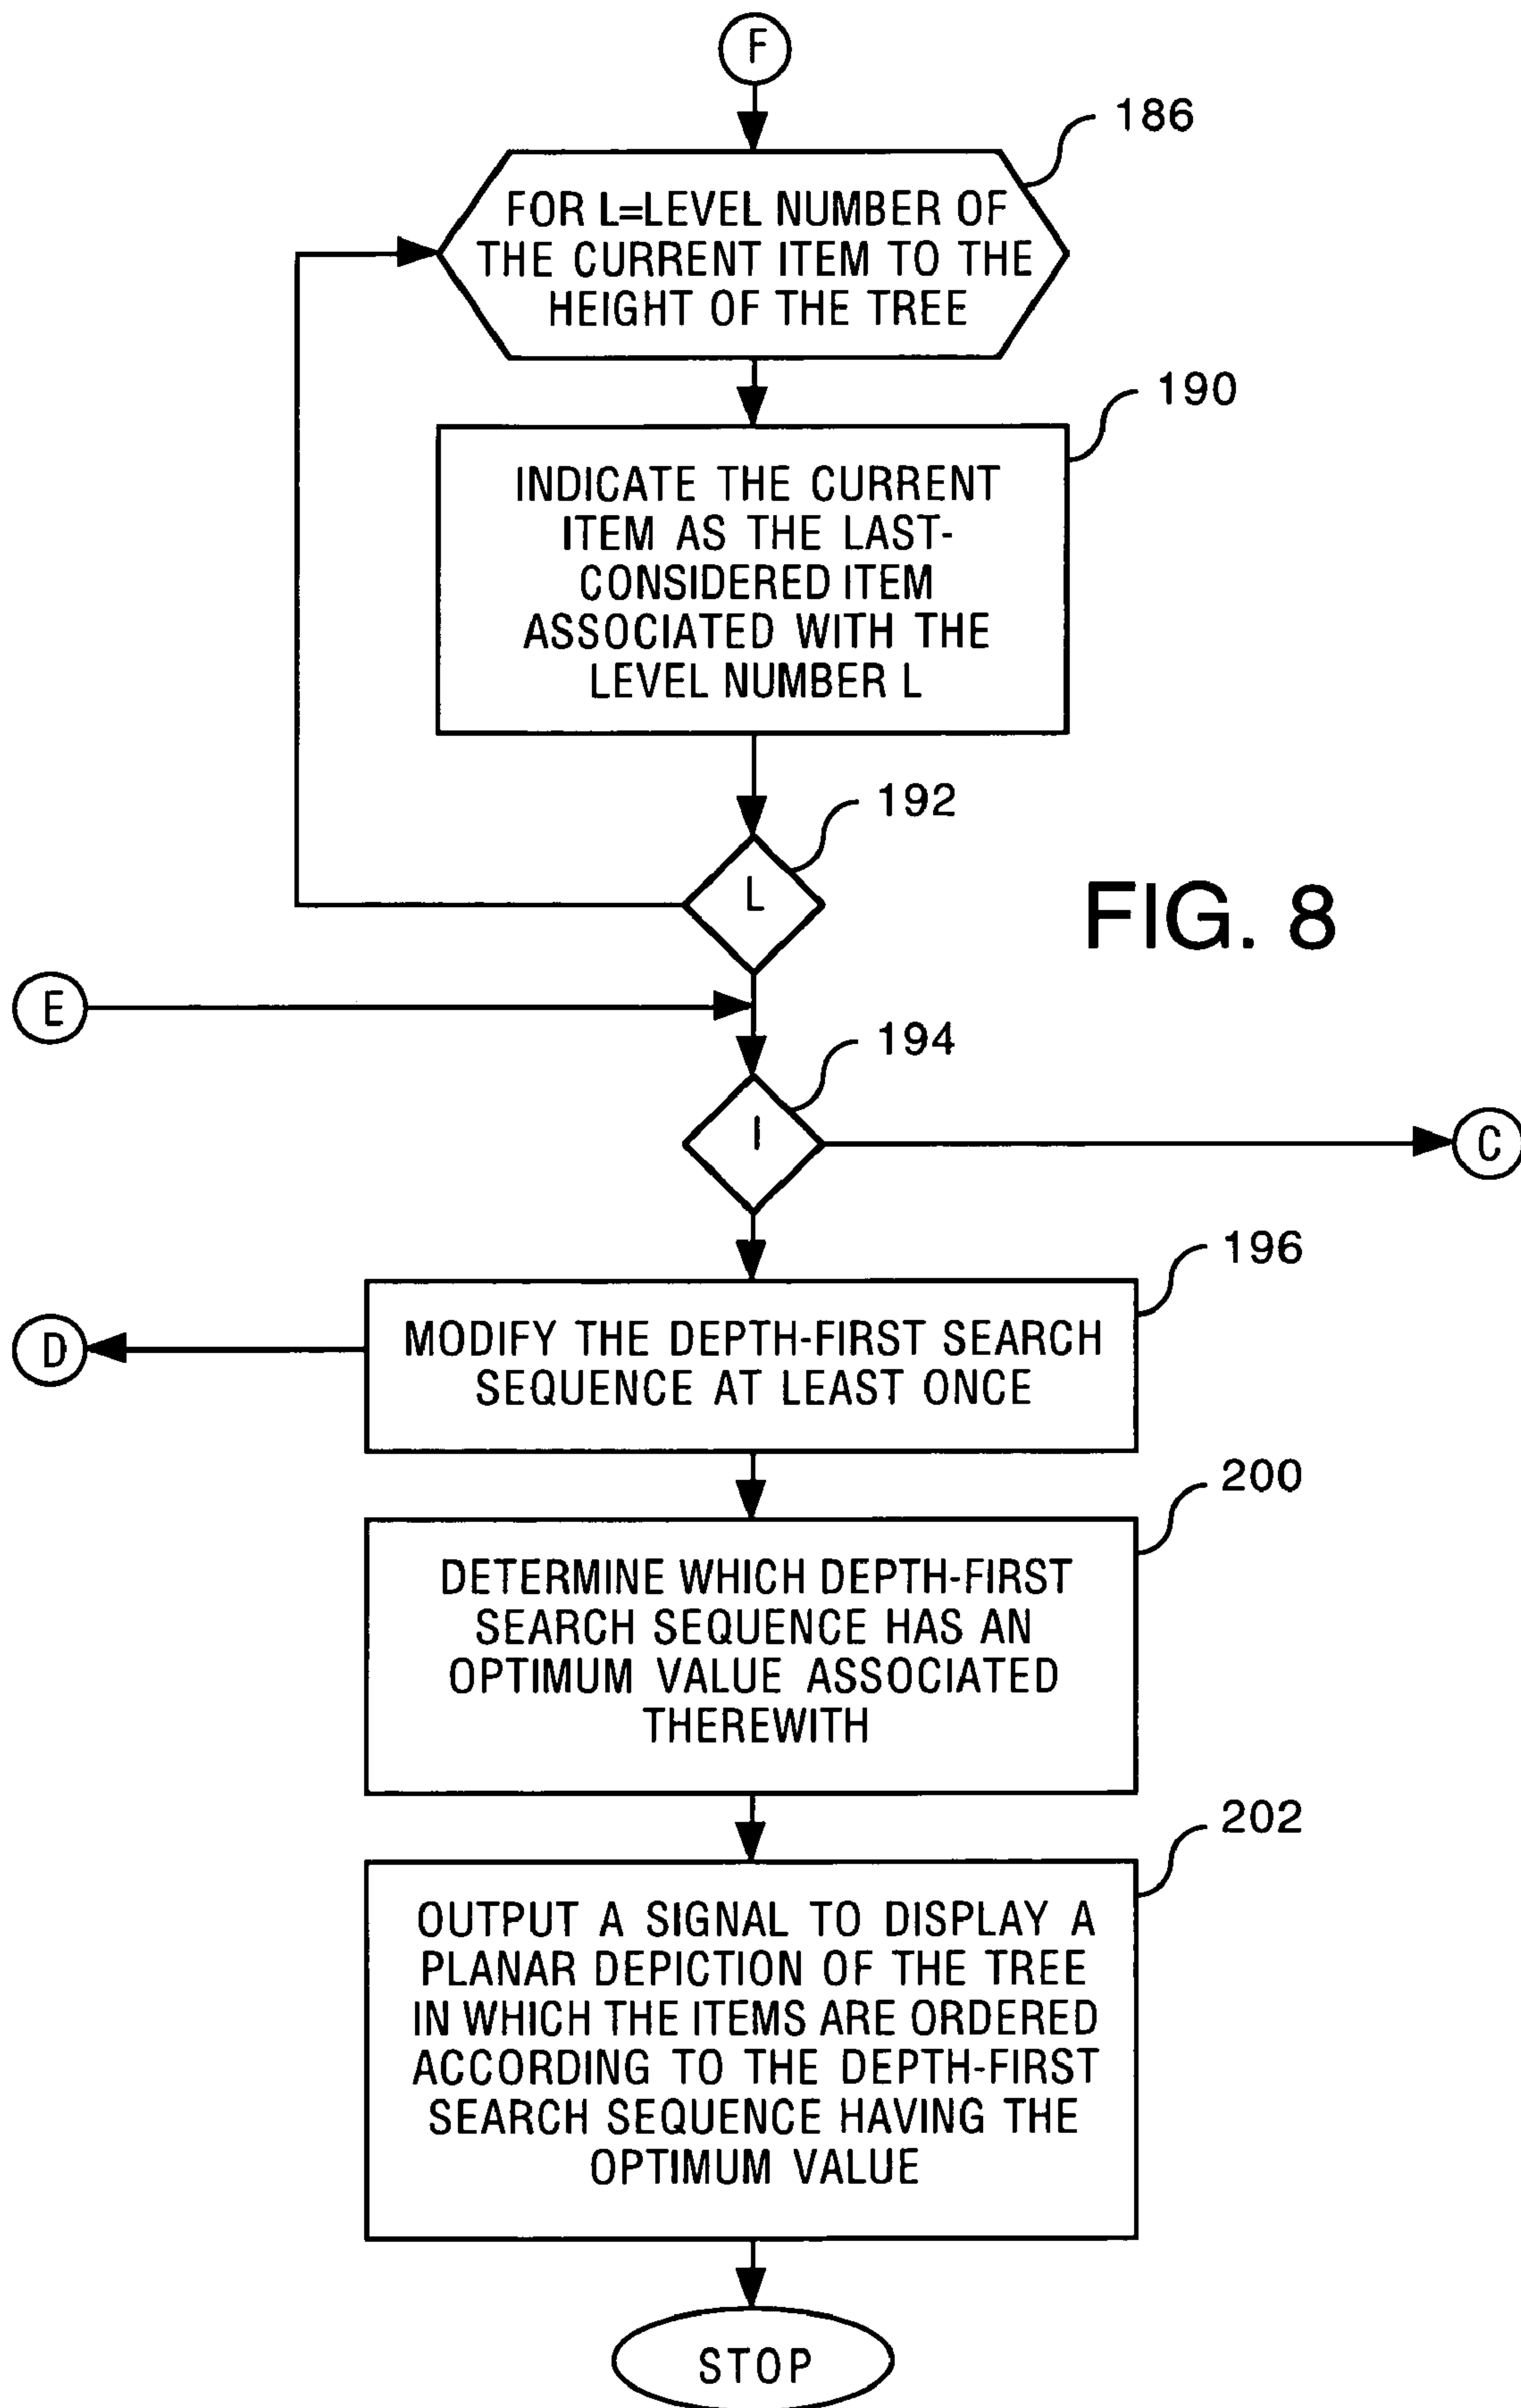 F
186
FOR L=LEVEL NUMBER OF
THE CURRENT ITEM TO THE
HEIGHT OF THE TREE
190
INDICATE THE CURRENT
ITEM AS THE LAST-
CONSIDERED ITEM
ASSOCIATED WITH THE
LEVEL NUMBER L
192
L
FIG. 8
E
194
I
C
196
D
MODIFY THE DEPTH-FIRST SEARCH
SEQUENCE AT LEAST ONCE
200
DETERMINE WHICH DEPTH-FIRST
SEARCH SEQUENCE HAS AN
OPTIMUM VALUE ASSOCIATED
THEREWITH
202
OUTPUT A SIGNAL TO DISPLAY A
PLANAR DEPICTION OF THE TREE
IN WHICH THE ITEMS ARE ORDERED
ACCORDING TO THE DEPTH-FIRST
SEARCH SEQUENCE HAVING THE
OPTIMUM VALUE
STOP